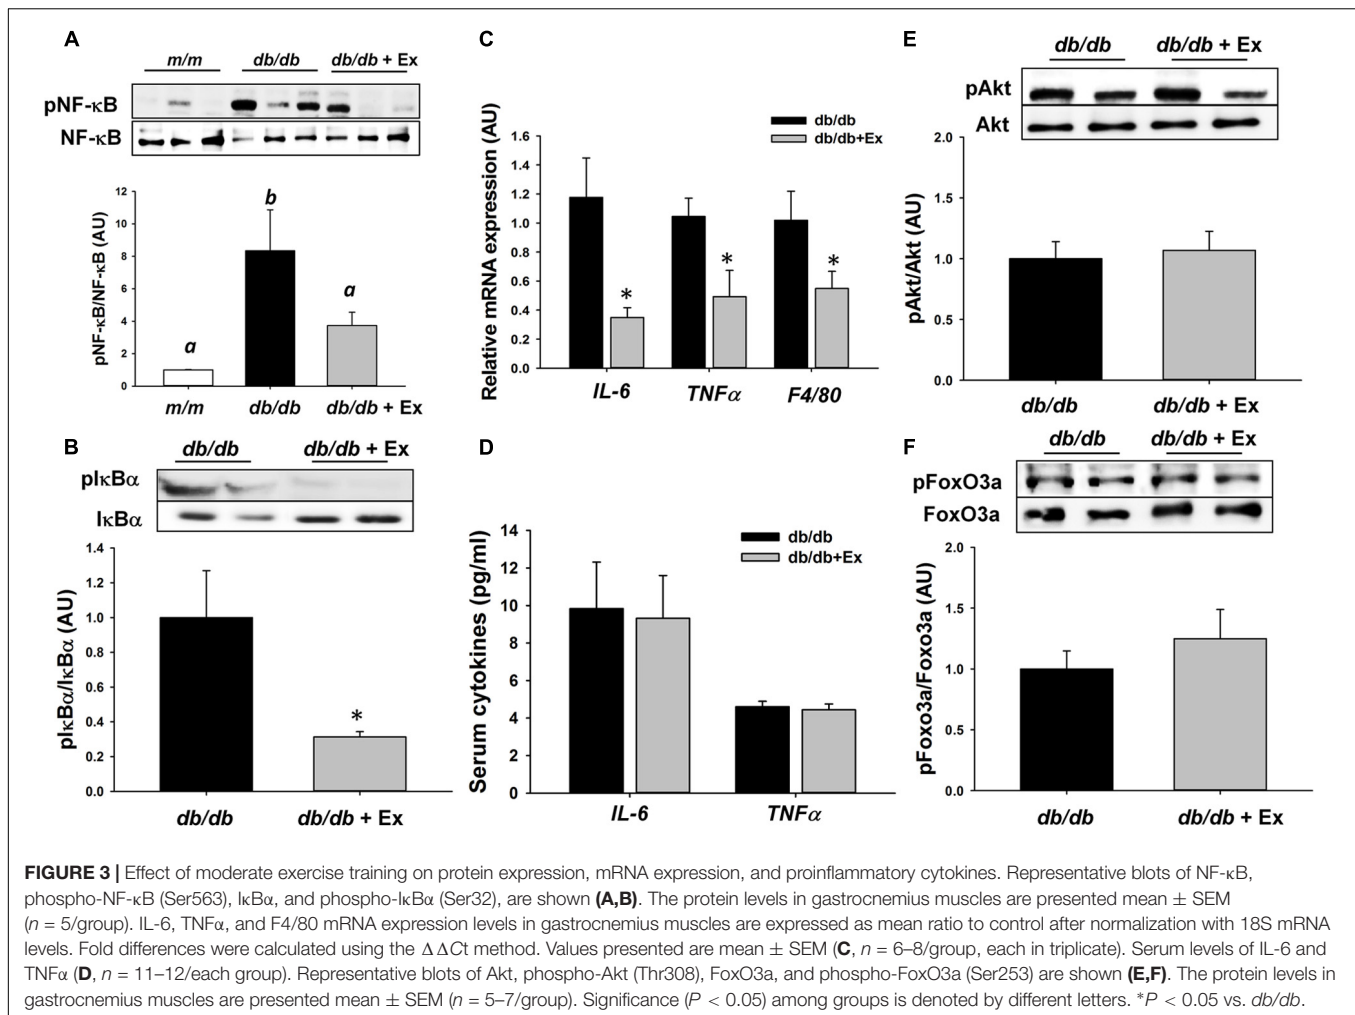 A
m/m db/db db/db + Ex
pNF-κB
NF-κB
pNF-κB/NF-κB (AU)
12
10
8
6
4
2
0
a
b
a
m/m db/db db/db + Ex
B
db/db db/db + Ex
pIκBα
IκBα
pIκBα/IκBα (AU)
1.4
1.2
1.0
0.8
0.6
0.4
0.2
0.0
*
db/db db/db + Ex
C
db/db
db/db+Ex
Relative mRNA expression (AU)
1.6
1.4
1.2
1.0
0.8
0.6
0.4
0.2
0.0
* * *
IL-6 TNFα F4/80
D
db/db
db/db+Ex
Serum cytokines (pg/ml)
14
12
10
8
6
4
2
0
IL-6 TNFα
E
db/db db/db + Ex
pAkt
Akt
pAkt/Akt (AU)
2.0
1.5
1.0
0.5
0.0
db/db db/db + Ex
F
db/db db/db + Ex
pFoxO3a
FoxO3a
pFoxo3a/Foxo3a (AU)
2.0
1.5
1.0
0.5
0.0
db/db db/db + Ex
FIGURE 3 | Effect of moderate exercise training on protein expression, mRNA expression, and proinflammatory cytokines. Representative blots of NF-κB,
phospho-NF-κB (Ser563), IκBα, and phospho-IκBα (Ser32), are shown (A,B). The protein levels in gastrocnemius muscles are presented mean ± SEM
(n = 5/group). IL-6, TNFα, and F4/80 mRNA expression levels in gastrocnemius muscles are expressed as mean ratio to control after normalization with 18S mRNA
levels. Fold differences were calculated using the ΔΔCt method. Values presented are mean ± SEM (C, n = 6–8/group, each in triplicate). Serum levels of IL-6 and
TNFα (D, n = 11–12/each group). Representative blots of Akt, phospho-Akt (Thr308), FoxO3a, and phospho-FoxO3a (Ser253) are shown (E,F). The protein levels in
gastrocnemius muscles are presented mean ± SEM (n = 5–7/group). Significance (P < 0.05) among groups is denoted by different letters. *P < 0.05 vs. db/db.